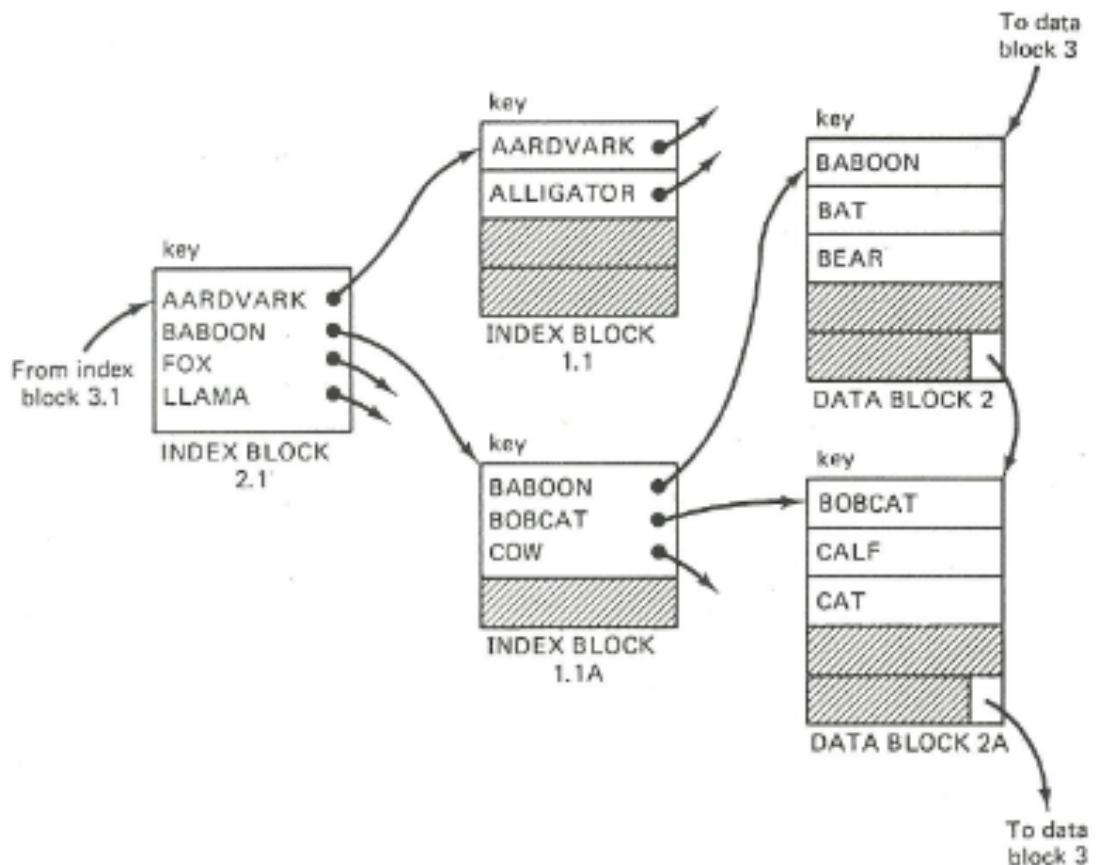 To data
block 3
key
AARDVARK
ALLIGATOR
INDEX BLOCK
1.1
key
BABOON
BAT
BEAR
DATA BLOCK 2
key
AARDVARK
BABOON
FOX
LLAMA
INDEX BLOCK
2.1
From index
block 3.1
key
BABOON
BOBCAT
COW
INDEX BLOCK
1.1A
key
BOBCAT
CALF
CAT
DATA BLOCK 2A
To data
block 3